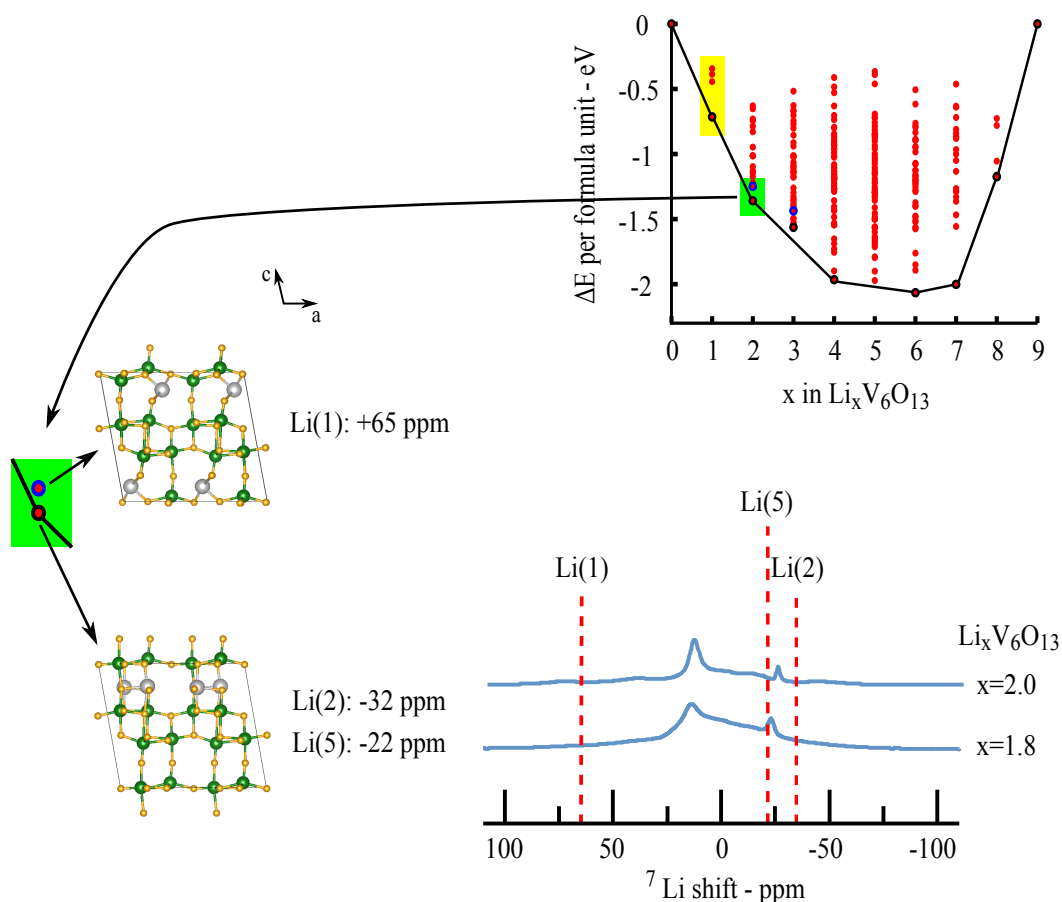 0
-0.5
-1
-1.5
-2
ΔE per formula unit - eV
0 1 2 3 4 5 6 7 8 9
x in LiₓV₆O₁₃
c
a
Li(1): +65 ppm
Li(2): -32 ppm
Li(5): -22 ppm
Li(5)
Li(1)
Li(2)
LiₓV₆O₁₃
x=2.0
x=1.8
100 50 0 -50 -100
⁷ Li shift - ppm